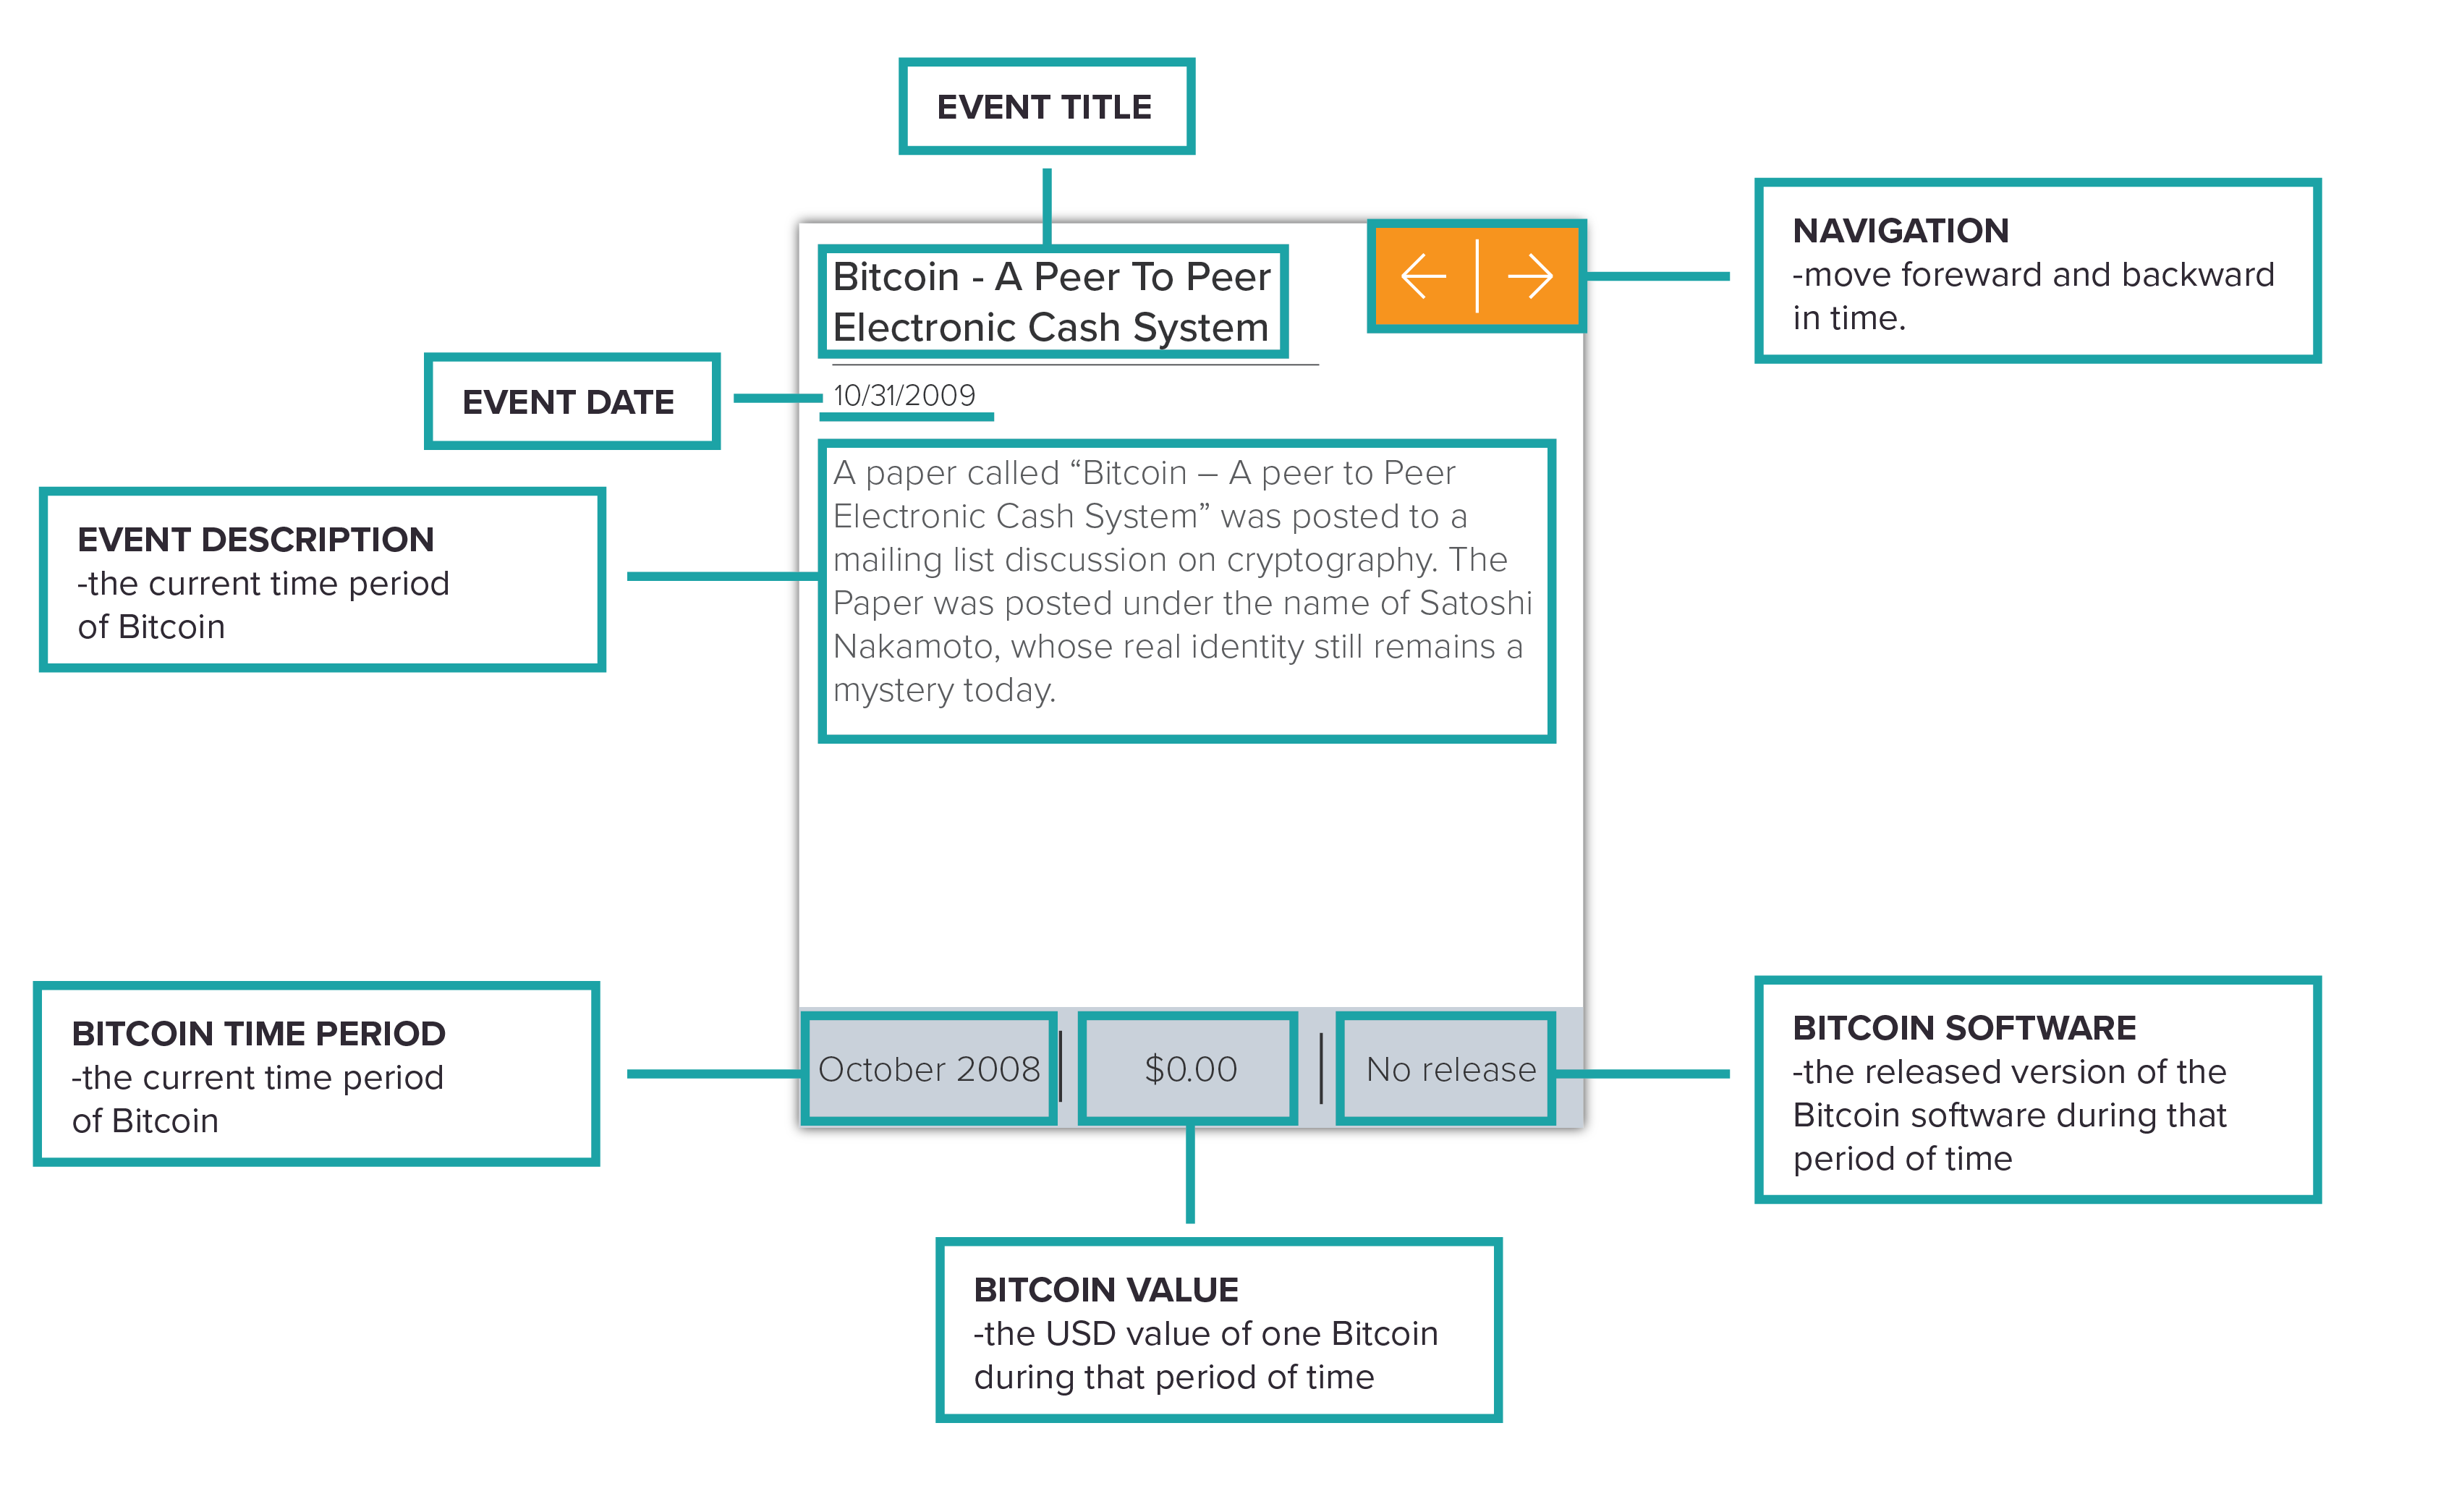 EVENT TITLE
NAVIGATION
-move foreward and backward
in time.
Bitcoin - A Peer To Peer
Electronic Cash System
EVENT DATE
10/31/2009
EVENT DESCRIPTION
-the current time period
of Bitcoin
A paper called “Bitcoin – A peer to Peer
Electronic Cash System” was posted to a
mailing list discussion on cryptography. The
Paper was posted under the name of Satoshi
Nakamoto, whose real identity still remains a
mystery today.
BITCOIN TIME PERIOD
-the current time period
of Bitcoin
October 2008
$0.00
No release
BITCOIN SOFTWARE
-the released version of the
Bitcoin software during that
period of time
BITCOIN VALUE
-the USD value of one Bitcoin
during that period of time